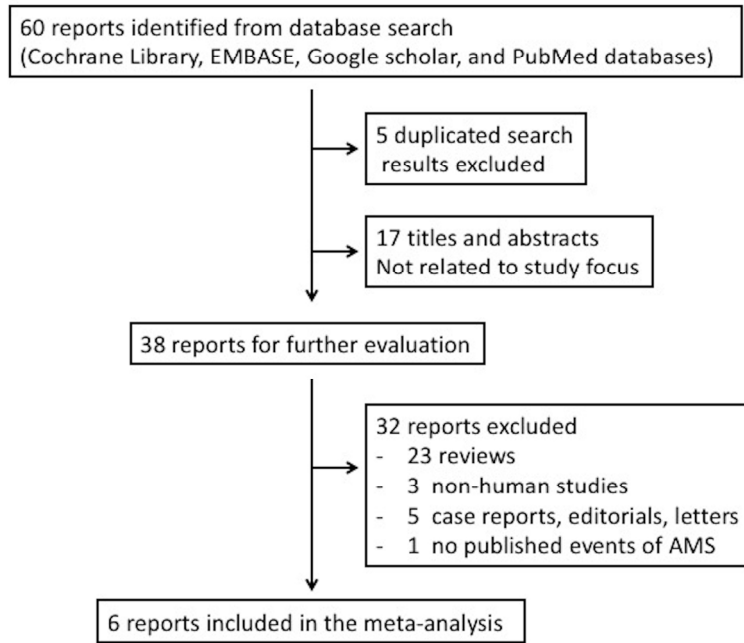 60 reports identified from database search
(Cochrane Library, EMBASE, Google scholar, and PubMed databases)
5 duplicated search
results excluded
17 titles and abstracts
Not related to study focus
38 reports for further evaluation
32 reports excluded
- 23 reviews
- 3 non-human studies
- 5 case reports, editorials, letters
- 1 no published events of AMS
6 reports included in the meta-analysis